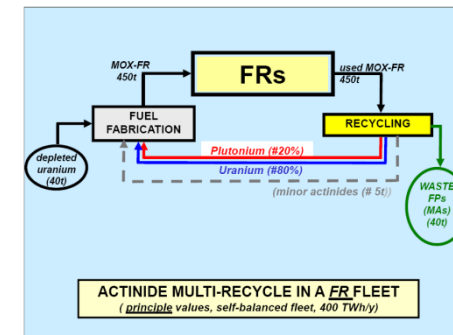 MOX-FR
450t
FRs
used MOX-FR
450t
FUEL
FABRICATION
RECYCLING
Plutonium (#20%)
Uranium (#80%)
depleted
uranium (40t)
(minor actinides (# 5t))
WASTE
FPs
(MAs)
(40t)
ACTINIDE MULTI-RECYCLE IN A FR FLEET
( principle values, self-balanced fleet, 400 TWh/y)